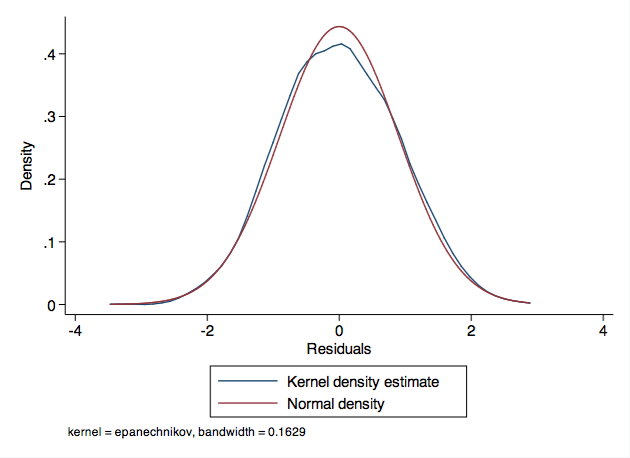 Density
.4
.3
.2
.1
0
-4
-2
0
2
4
Residuals
Kernel density estimate
Normal density
kernel = epanechnikov, bandwidth = 0.1629